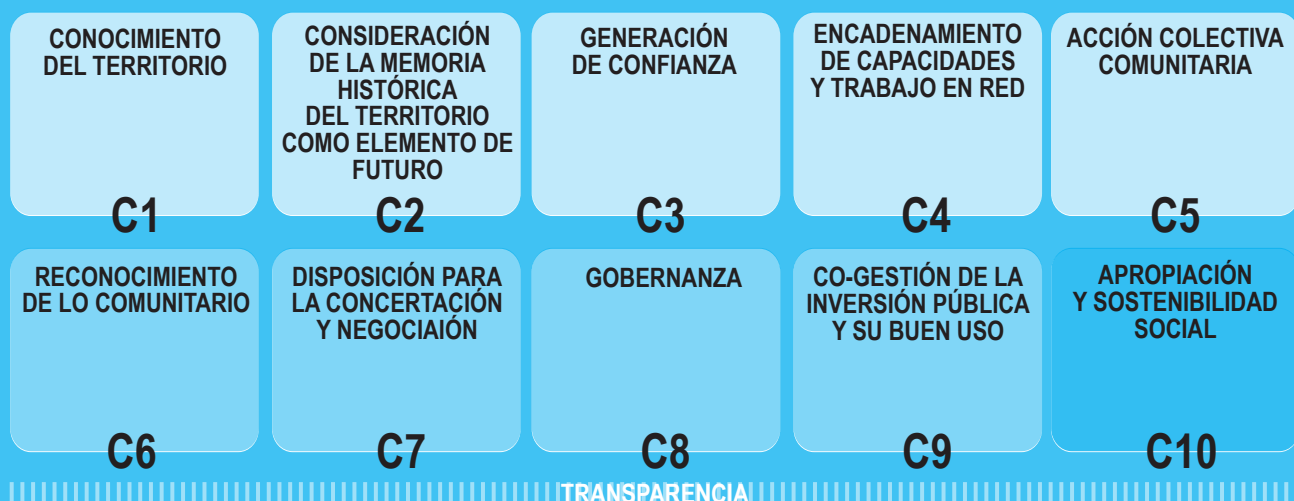 CONOCIMIENTO
DEL TERRITORIO
C1
CONSIDERACIÓN
DE LA MEMORIA
HISTÓRICA
DEL TERRITORIO
COMO ELEMENTO DE
FUTURO
C2
GENERACIÓN
DE CONFIANZA
C3
ENCADENAMIENTO
DE CAPACIDADES
Y TRABAJO EN RED
C4
ACCIÓN COLECTIVA
COMUNITARIA
C5
RECONOCIMIENTO
DE LO COMUNITARIO
C6
DISPOSICIÓN PARA
LA CONCERTACIÓN
Y NEGOCIAIÓN
C7
GOBERNANZA
C8
CO-GESTIÓN DE LA
INVERSIÓN PÚBLICA
Y SU BUEN USO
C9
APROPIACIÓN
Y SOSTENIBILIDAD
SOCIAL
C10
TRANSPARENCIA